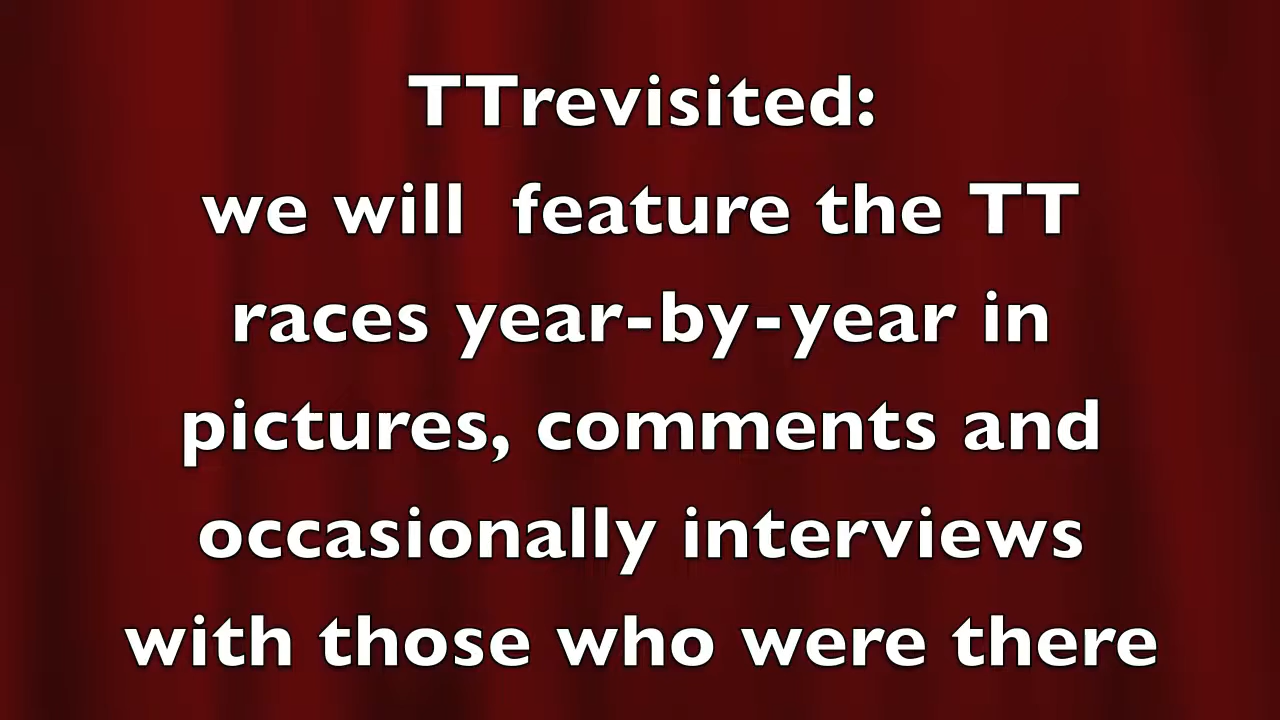 TTrevisited:
we will  feature the TT
races year-by-year in
pictures, comments and
occasionally interviews
with those who were there